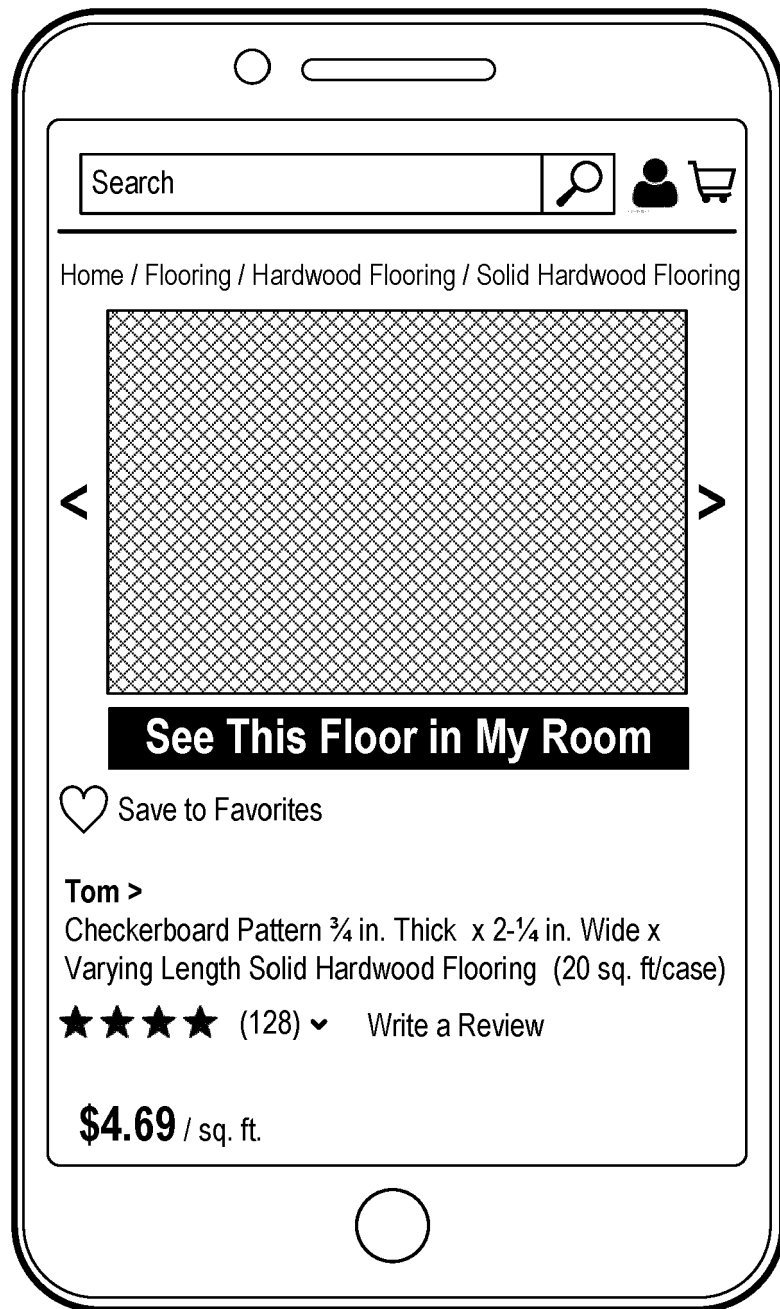 Search
Home / Flooring / Hardwood Flooring / Solid Hardwood Flooring
< >
See This Floor in My Room
Save to Favorites
Tom >
Checkerboard Pattern ¾ in. Thick x 2-¼ in. Wide x
Varying Length Solid Hardwood Flooring (20 sq. ft/case)
(128) Write a Review
$4.69 / sq. ft.